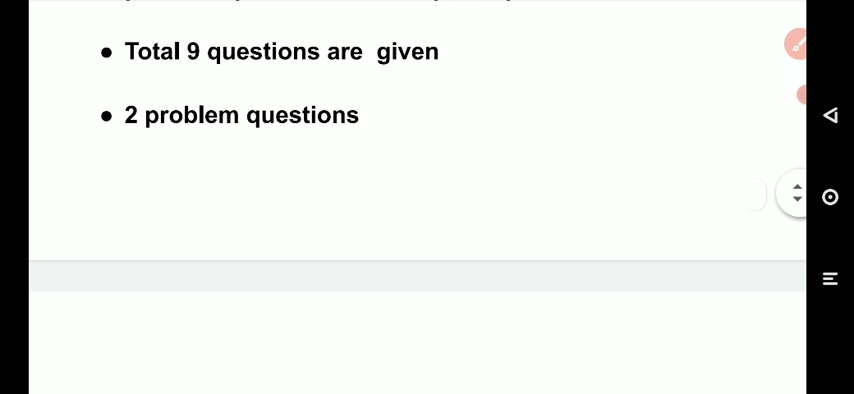 ● Total 9 questions are  given
● 2 problem questions